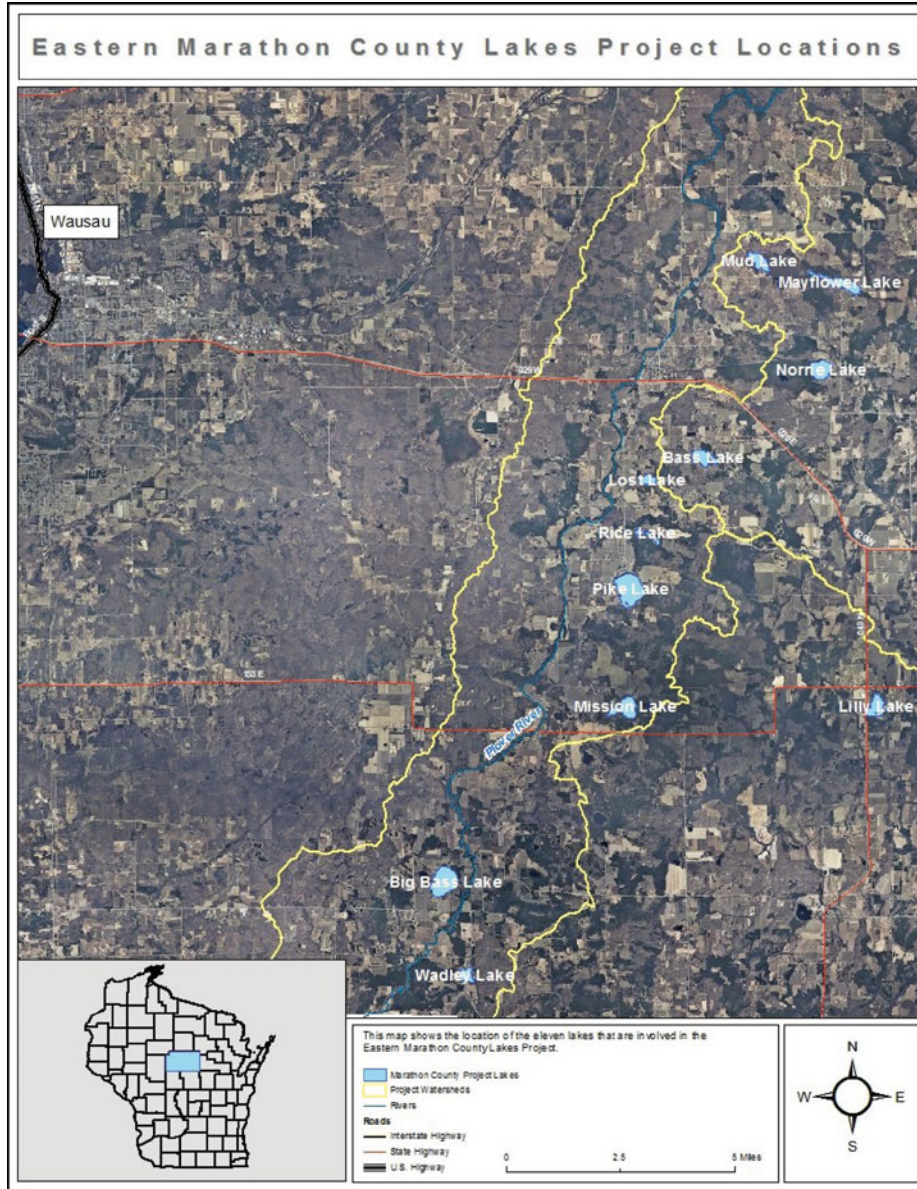 Eastern Marathon County Lakes Project Locations
Wausau
Mud Lake
Mayflower Lake
029W
Norrie Lake
Bass Lake
Lost Lake
Rice Lake
Pike Lake
153 E
Mission Lake
Lilly Lake
Plover River
Big Bass Lake
Wadley Lake
This map shows the location of the eleven lakes that are involved in the
Eastern Marathon County Lakes Project.
Marathon County Project Lakes
Project Watersheds
Rivers
Roads
Interstate Highway
State Highway
U.S. Highway
0 2.5 5 Miles
N
W E
S